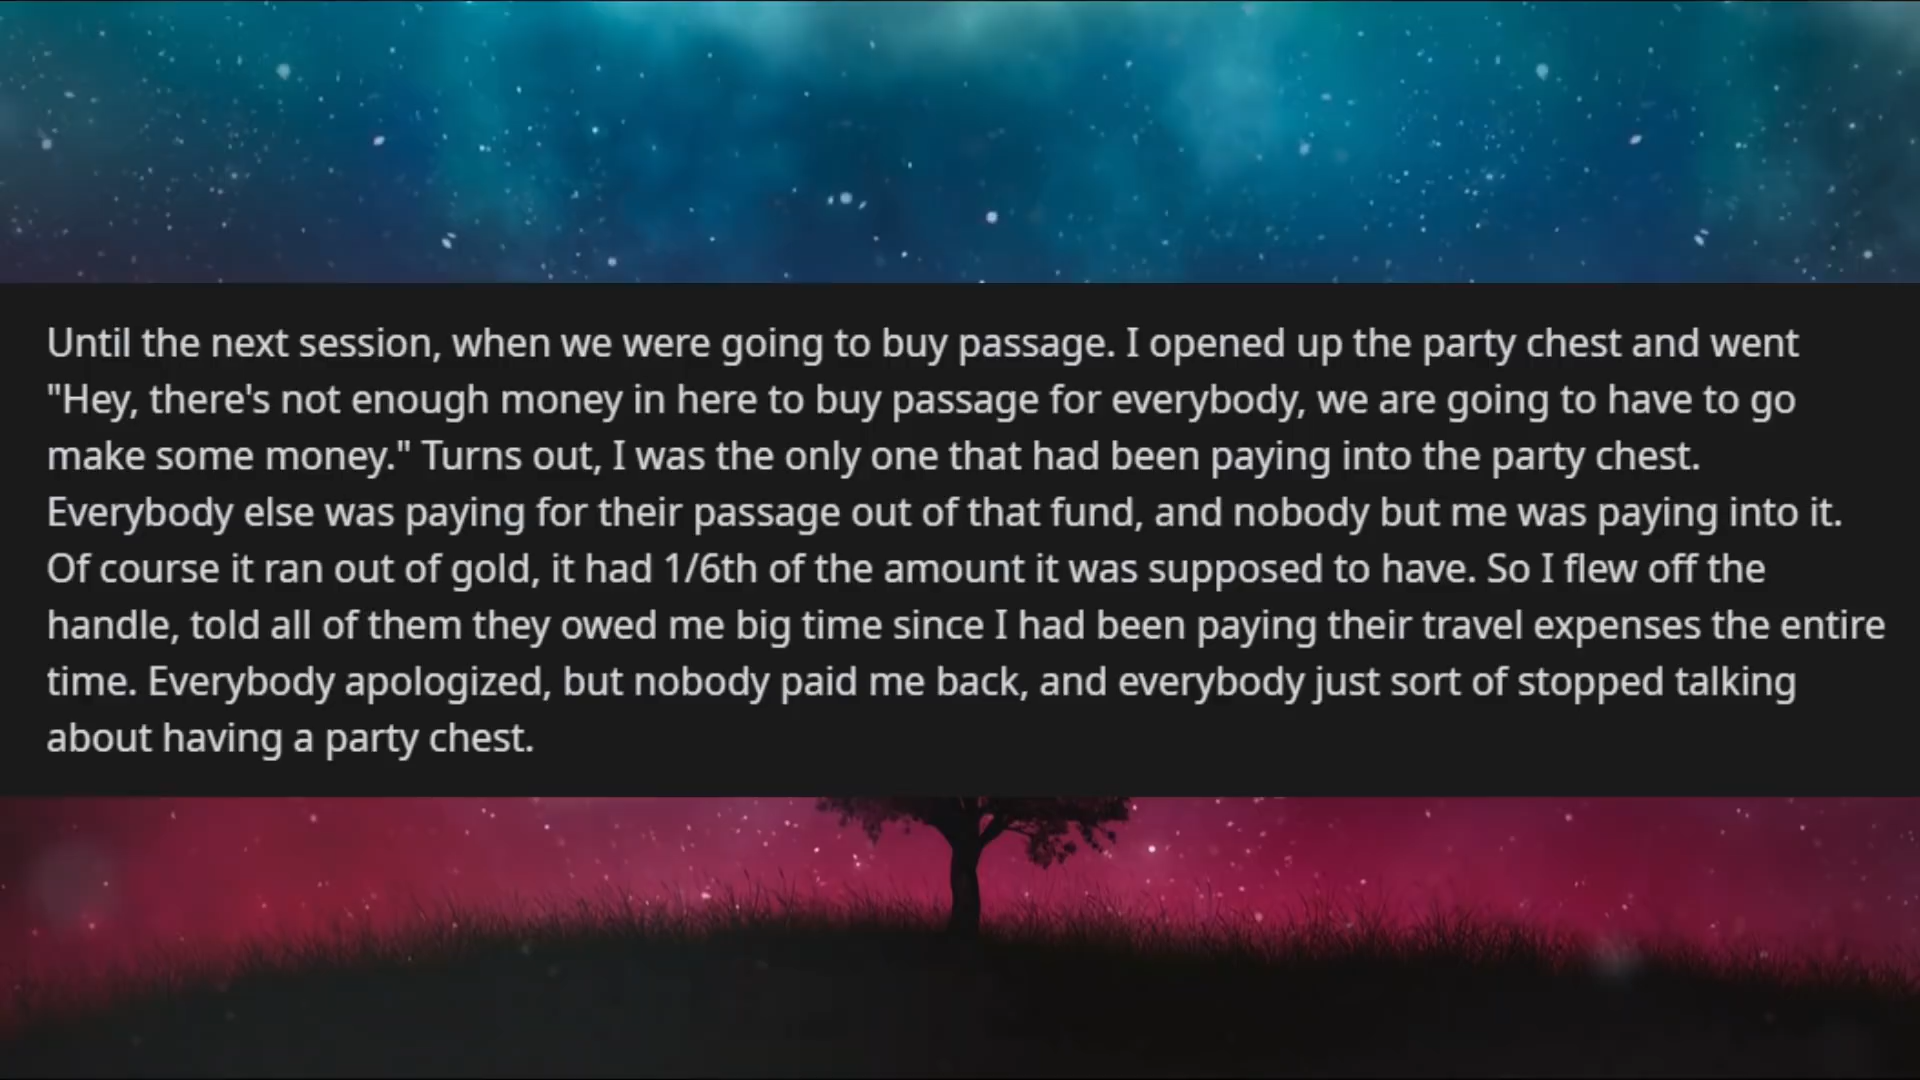 Until the next session, when we were going to buy passage. I opened up the party chest and went
"Hey, there's not enough money in here to buy passage for everybody, we are going to have to go
make some money." Turns out, I was the only one that had been paying into the party chest.
Everybody else was paying for their passage out of that fund, and nobody but me was paying into it.
Of course it ran out of gold, it had 1/6th of the amount it was supposed to have. So I flew off the
handle, told all of them they owed me big time since I had been paying their travel expenses the entire
time. Everybody apologized, but nobody paid me back, and everybody just sort of stopped talking
about having a party chest.